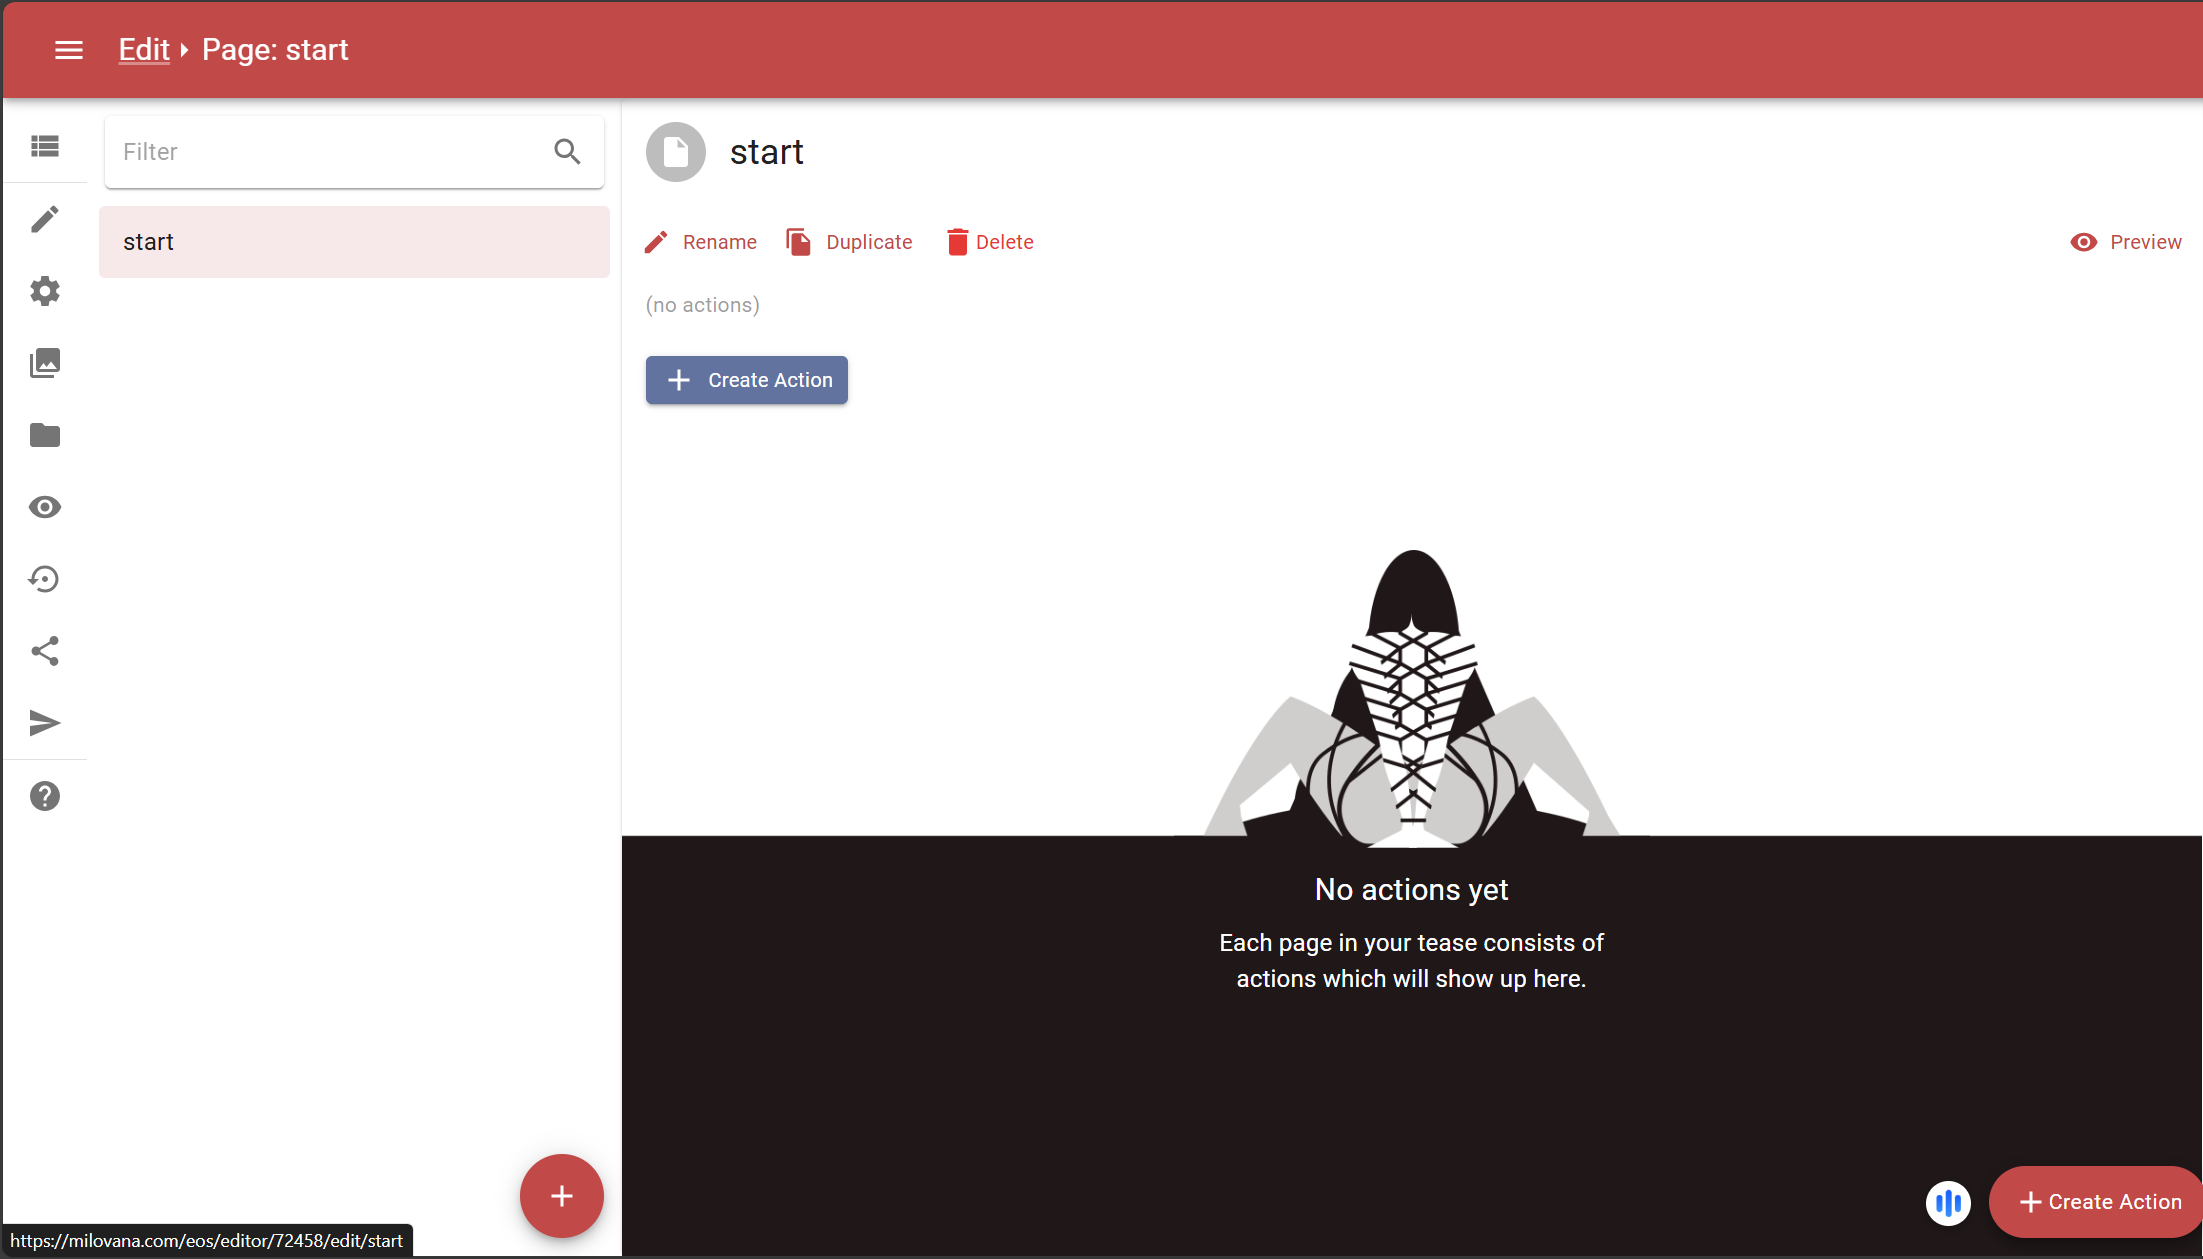 Edit Page: start
Filter
start
start
Rename Duplicate Delete Preview
(no actions)
Create Action
No actions yet
Each page in your tease consists of
actions which will show up here.
Create Action
https://milovana.com/eos/editor/72458/edit/start